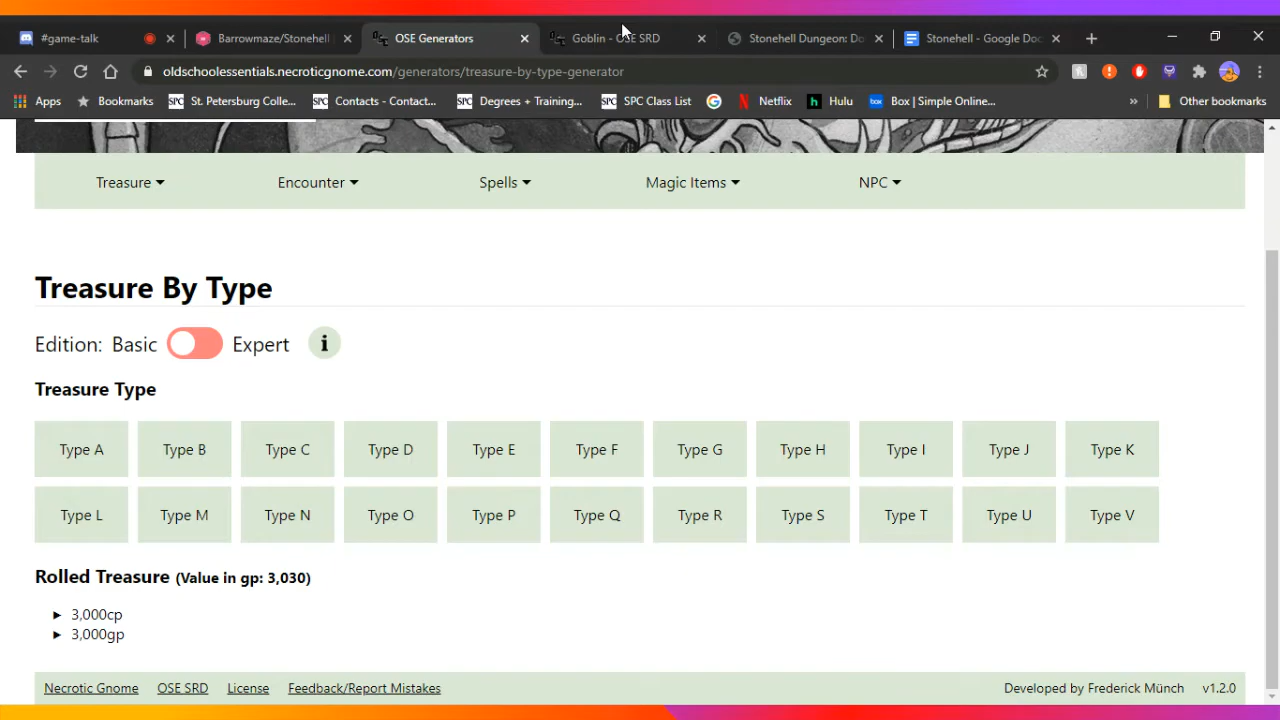 #game-talk Barrowmaze/Stonehell OSE Generators Goblin - OSE SRD Stonehell Dungeon: Do Stonehell - Google Doc
oldschoolessentials.necroticgnome.com/generators/treasure-by-type-generator
Apps Bookmarks St. Petersburg Colle... Contacts - Contact... Degrees + Training... SPC Class List Netflix Hulu Box | Simple Online... » Other bookmarks
Treasure Encounter Spells Magic Items NPC
Treasure By Type
Edition: Basic Expert i
Treasure Type
Type A Type B Type C Type D Type E Type F Type G Type H Type I Type J Type K
Type L Type M Type N Type O Type P Type Q Type R Type S Type T Type U Type V
Rolled Treasure (Value in gp: 3,030)
3,000cp
3,000gp
Necrotic Gnome OSE SRD License Feedback/Report Mistakes Developed by Frederick Münch v1.2.0